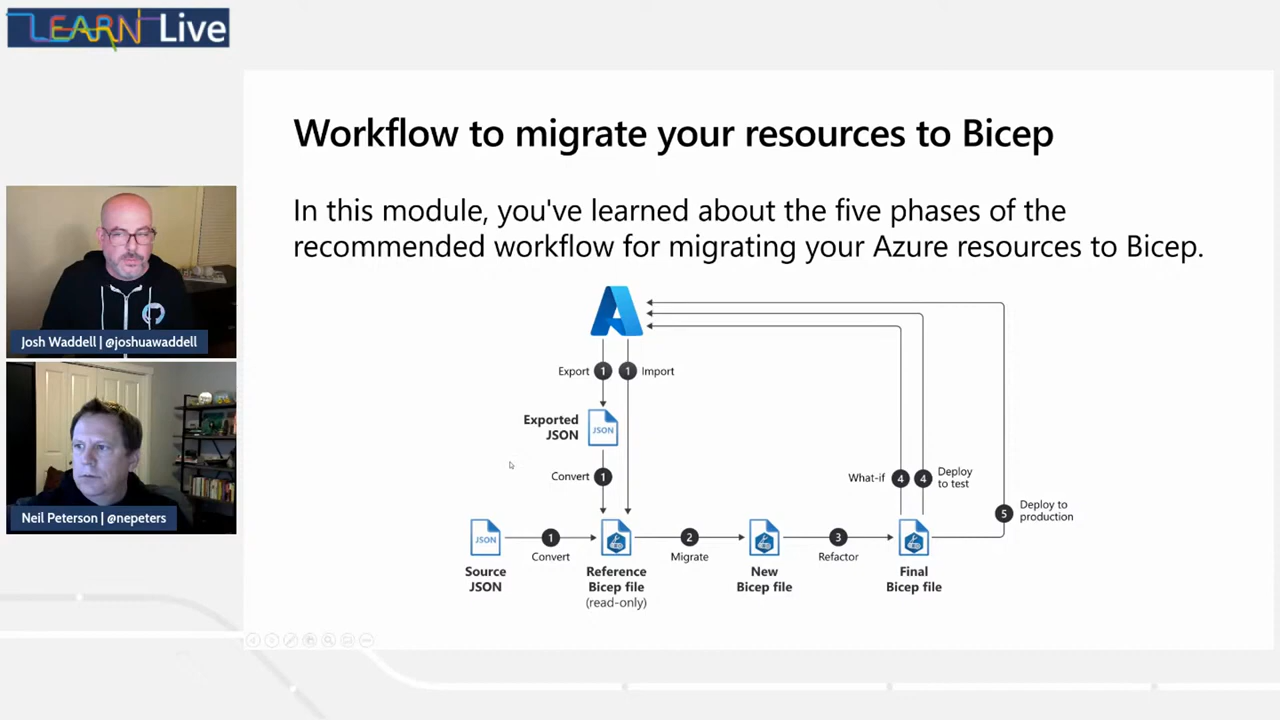 LEARN Live
Workflow to migrate your resources to Bicep
In this module, you've learned about the five phases of the
recommended workflow for migrating your Azure resources to Bicep.
Josh Waddell | @joshuawaddell
Neil Peterson | @nepeters
Export 1 1 Import
Exported
JSON
JSON
Convert 1
What-if 4 4 Deploy
to test
5 Deploy to
production
JSON
1
2
3
Convert
Migrate
Refactor
Source
JSON
Reference
Bicep file
(read-only)
New
Bicep file
Final
Bicep file